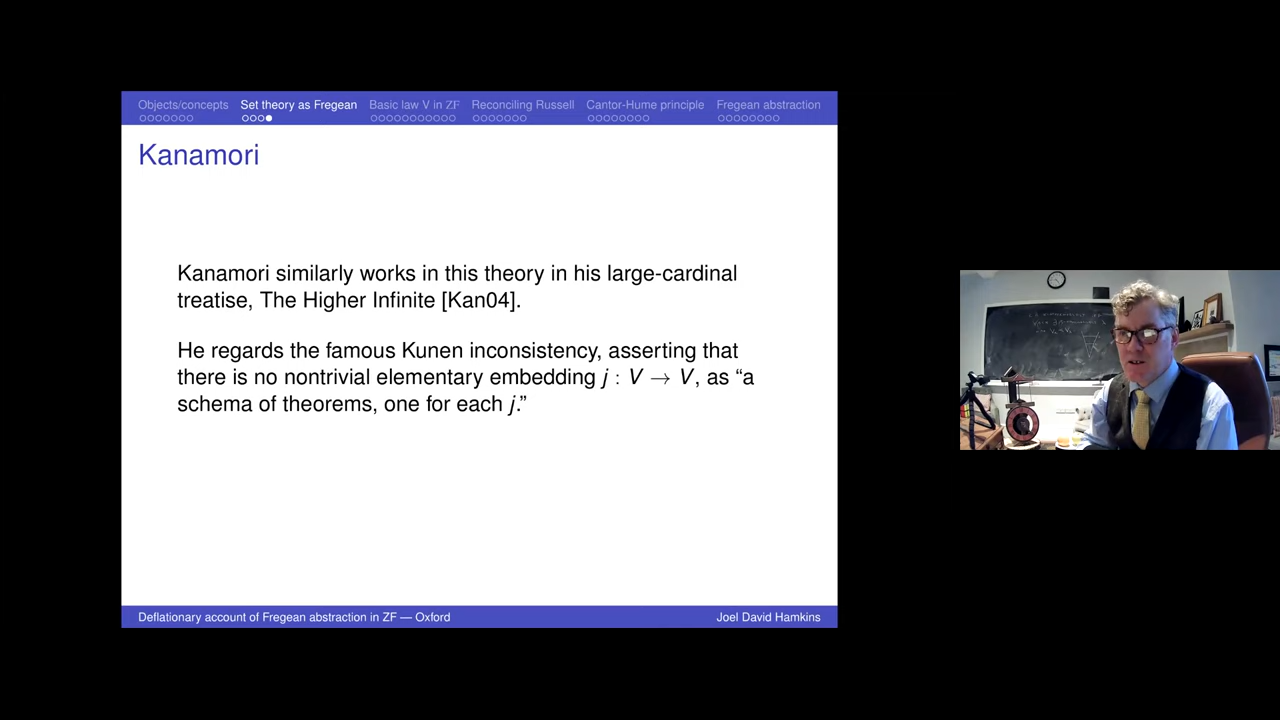 Objects/concepts Set theory as Fregean Basic law V in ZF Reconciling Russell Cantor-Hume principle Fregean abstraction
Kanamori
Kanamori similarly works in this theory in his large-cardinal
treatise, The Higher Infinite [Kan04].
He regards the famous Kunen inconsistency, asserting that
there is no nontrivial elementary embedding j : V → V, as “a
schema of theorems, one for each j.”
Deflationary account of Fregean abstraction in ZF — Oxford Joel David Hamkins